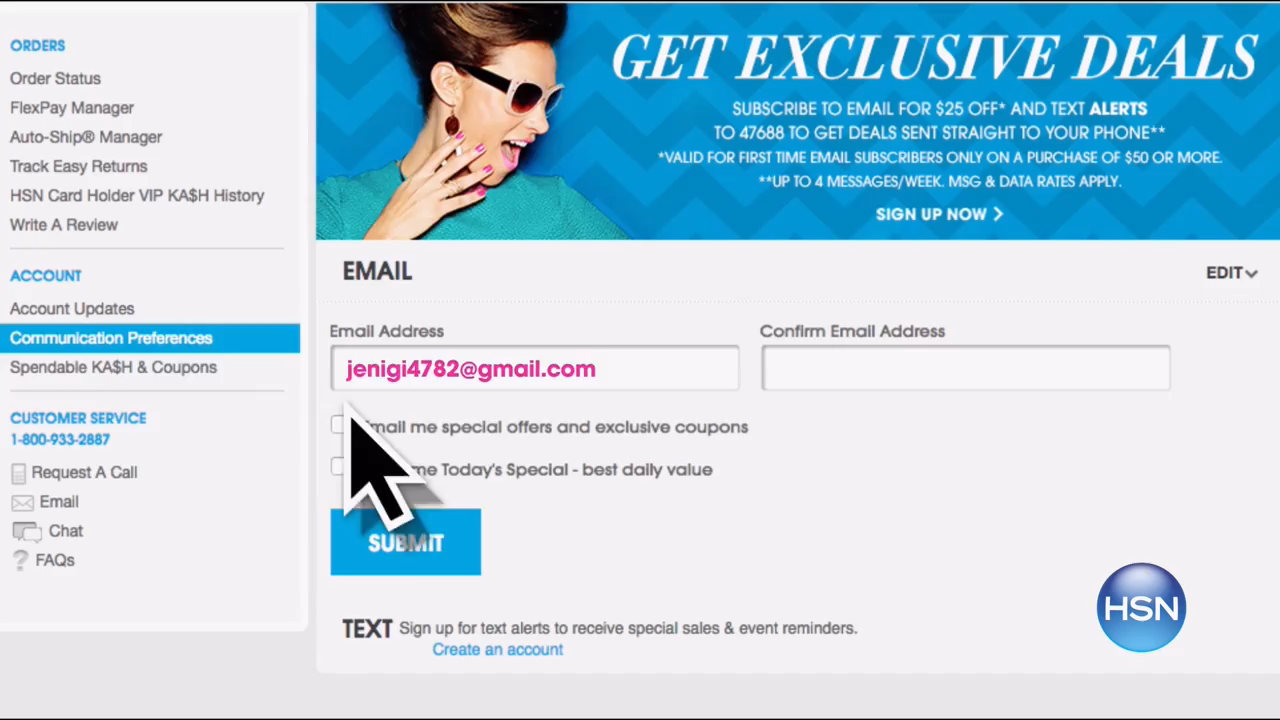 ORDERS
Order Status
FlexPay Manager
Auto-Ship® Manager
Track Easy Returns
HSN Card Holder VIP KA$H History
Write A Review
ACCOUNT
Account Updates
Communication Preferences
Spendable KA$H & Coupons
CUSTOMER SERVICE
1-800-933-2887
Request A Call
Email
Chat
FAQs
GET EXCLUSIVE DEALS
SUBSCRIBE TO EMAIL FOR $25 OFF* AND TEXT ALERTS
TO 47688 TO GET DEALS SENT STRAIGHT TO YOUR PHONE**
*VALID FOR FIRST TIME EMAIL SUBSCRIBERS ONLY ON A PURCHASE OF $50 OR MORE.
**UP TO 4 MESSAGES/WEEK. MSG & DATA RATES APPLY.
SIGN UP NOW
EMAIL
EDIT
Email Address
Confirm Email Address
jenigi4782@gmail.com
me special offers and exclusive coupons
me Today's Special - best daily value
SUBMIT
TEXT Sign up for text alerts to receive special sales & event reminders.
Create an account
HSN